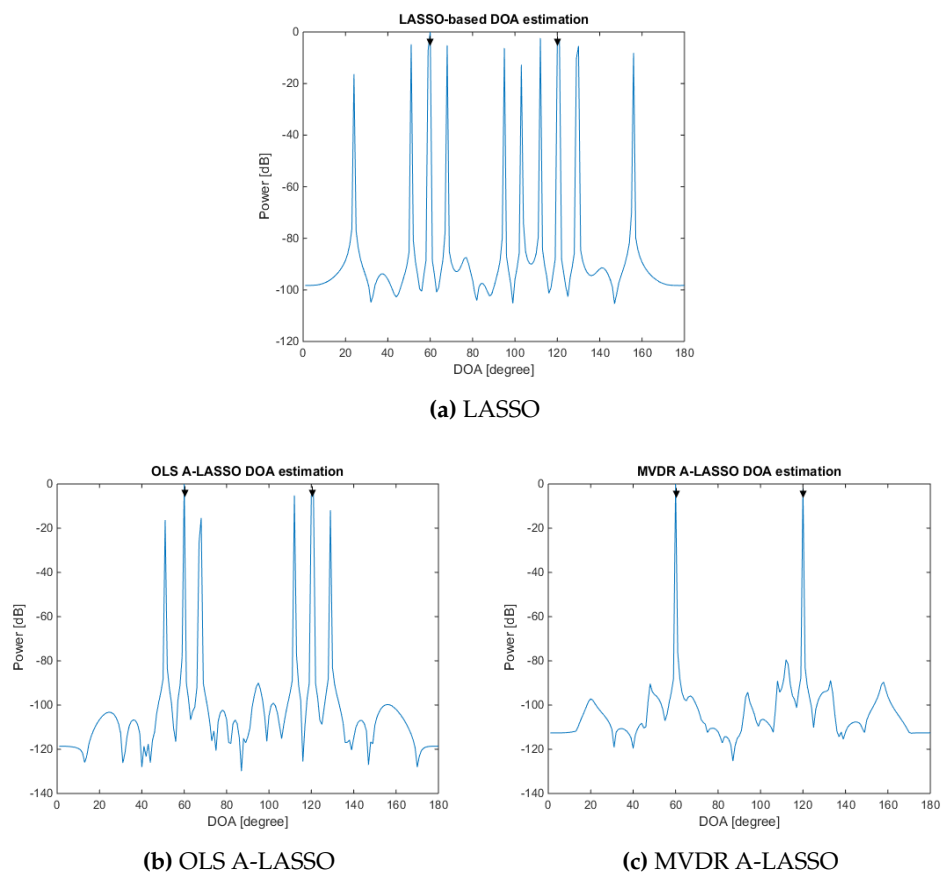 LASSO-based DOA estimation
0
-20
-40
-60
-80
-100
-120
Power [dB]
0 20 40 60 80 100 120 140 160 180
DOA [degree]
(a) LASSO
OLS A-LASSO DOA estimation
0
-20
-40
-60
-80
-100
-120
-140
Power [dB]
0 20 40 60 80 100 120 140 160 180
DOA [degree]
(b) OLS A-LASSO
MVDR A-LASSO DOA estimation
0
-20
-40
-60
-80
-100
-120
-140
Power [dB]
0 20 40 60 80 100 120 140 160 180
DOA [degree]
(c) MVDR A-LASSO